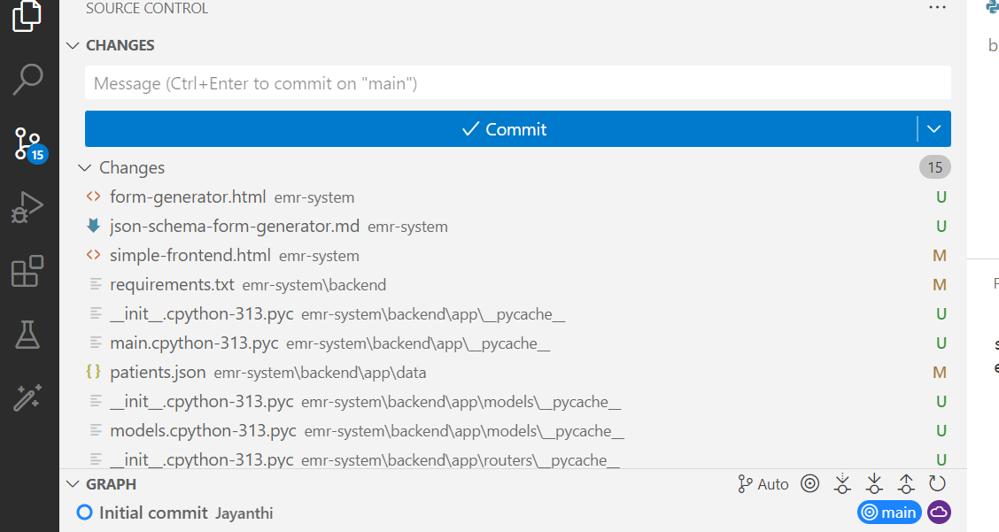 SOURCE CONTROL
CHANGES
Message (Ctrl+Enter to commit on "main")
Commit
Changes 15
form-generator.html emr-system U
json-schema-form-generator.md emr-system U
simple-frontend.html emr-system M
requirements.txt emr-system\backend M
__init__.cpython-313.pyc emr-system\backend\app\__pycache__ U
main.cpython-313.pyc emr-system\backend\app\__pycache__ U
patients.json emr-system\backend\app\data M
__init__.cpython-313.pyc emr-system\backend\app\models\__pycache__ U
models.cpython-313.pyc emr-system\backend\app\models\__pycache__ U
__init__.cpython-313.pyc emr-system\backend\app\routers\__pycache__ U
GRAPH Auto
Initial commit Jayanthi main
15
b